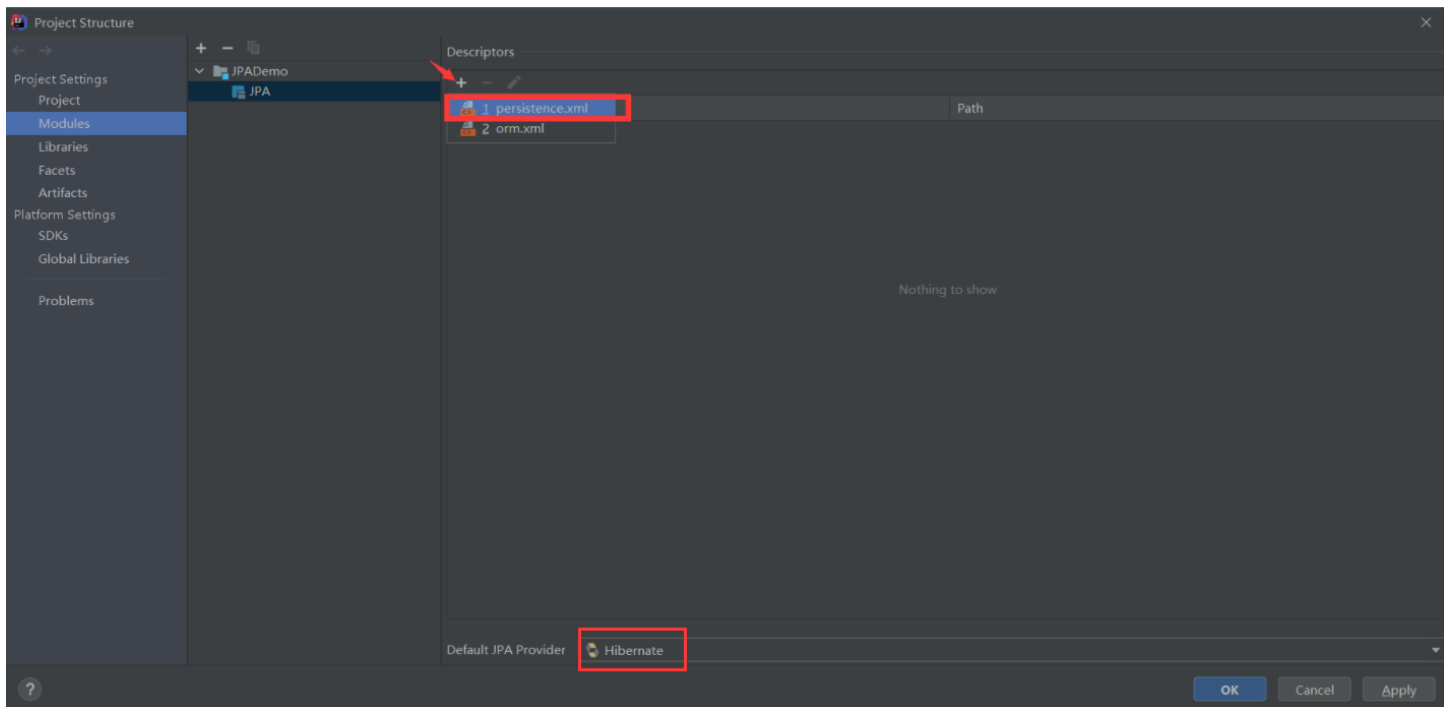 Project Structure
Project Settings
Project
Modules
Libraries
Facets
Artifacts
Platform Settings
SDKs
Global Libraries
Problems
JPADemo
JPA
Descriptors
1 persistence.xml
2 orm.xml
Path
Nothing to show
Default JPA Provider
Hibernate
?
OK
Cancel
Apply